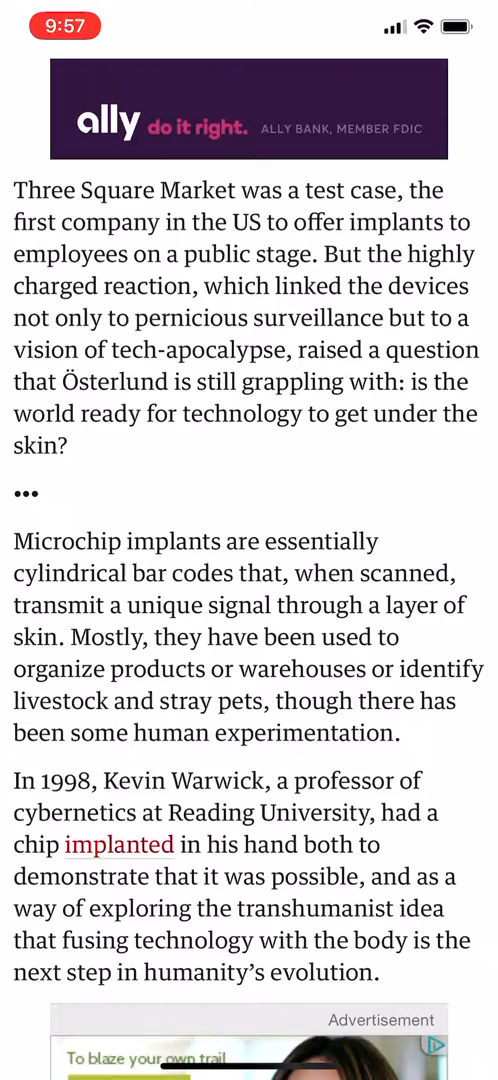 9:57
ally do it right. ALLY BANK, MEMBER FDIC
Three Square Market was a test case, the
first company in the US to offer implants to
employees on a public stage. But the highly
charged reaction, which linked the devices
not only to pernicious surveillance but to a
vision of tech-apocalypse, raised a question
that Österlund is still grappling with: is the
world ready for technology to get under the
skin?
•••
Microchip implants are essentially
cylindrical bar codes that, when scanned,
transmit a unique signal through a layer of
skin. Mostly, they have been used to
organize products or warehouses or identify
livestock and stray pets, though there has
been some human experimentation.
In 1998, Kevin Warwick, a professor of
cybernetics at Reading University, had a
chip implanted in his hand both to
demonstrate that it was possible, and as a
way of exploring the transhumanist idea
that fusing technology with the body is the
next step in humanity’s evolution.
Advertisement
To blaze your own trail